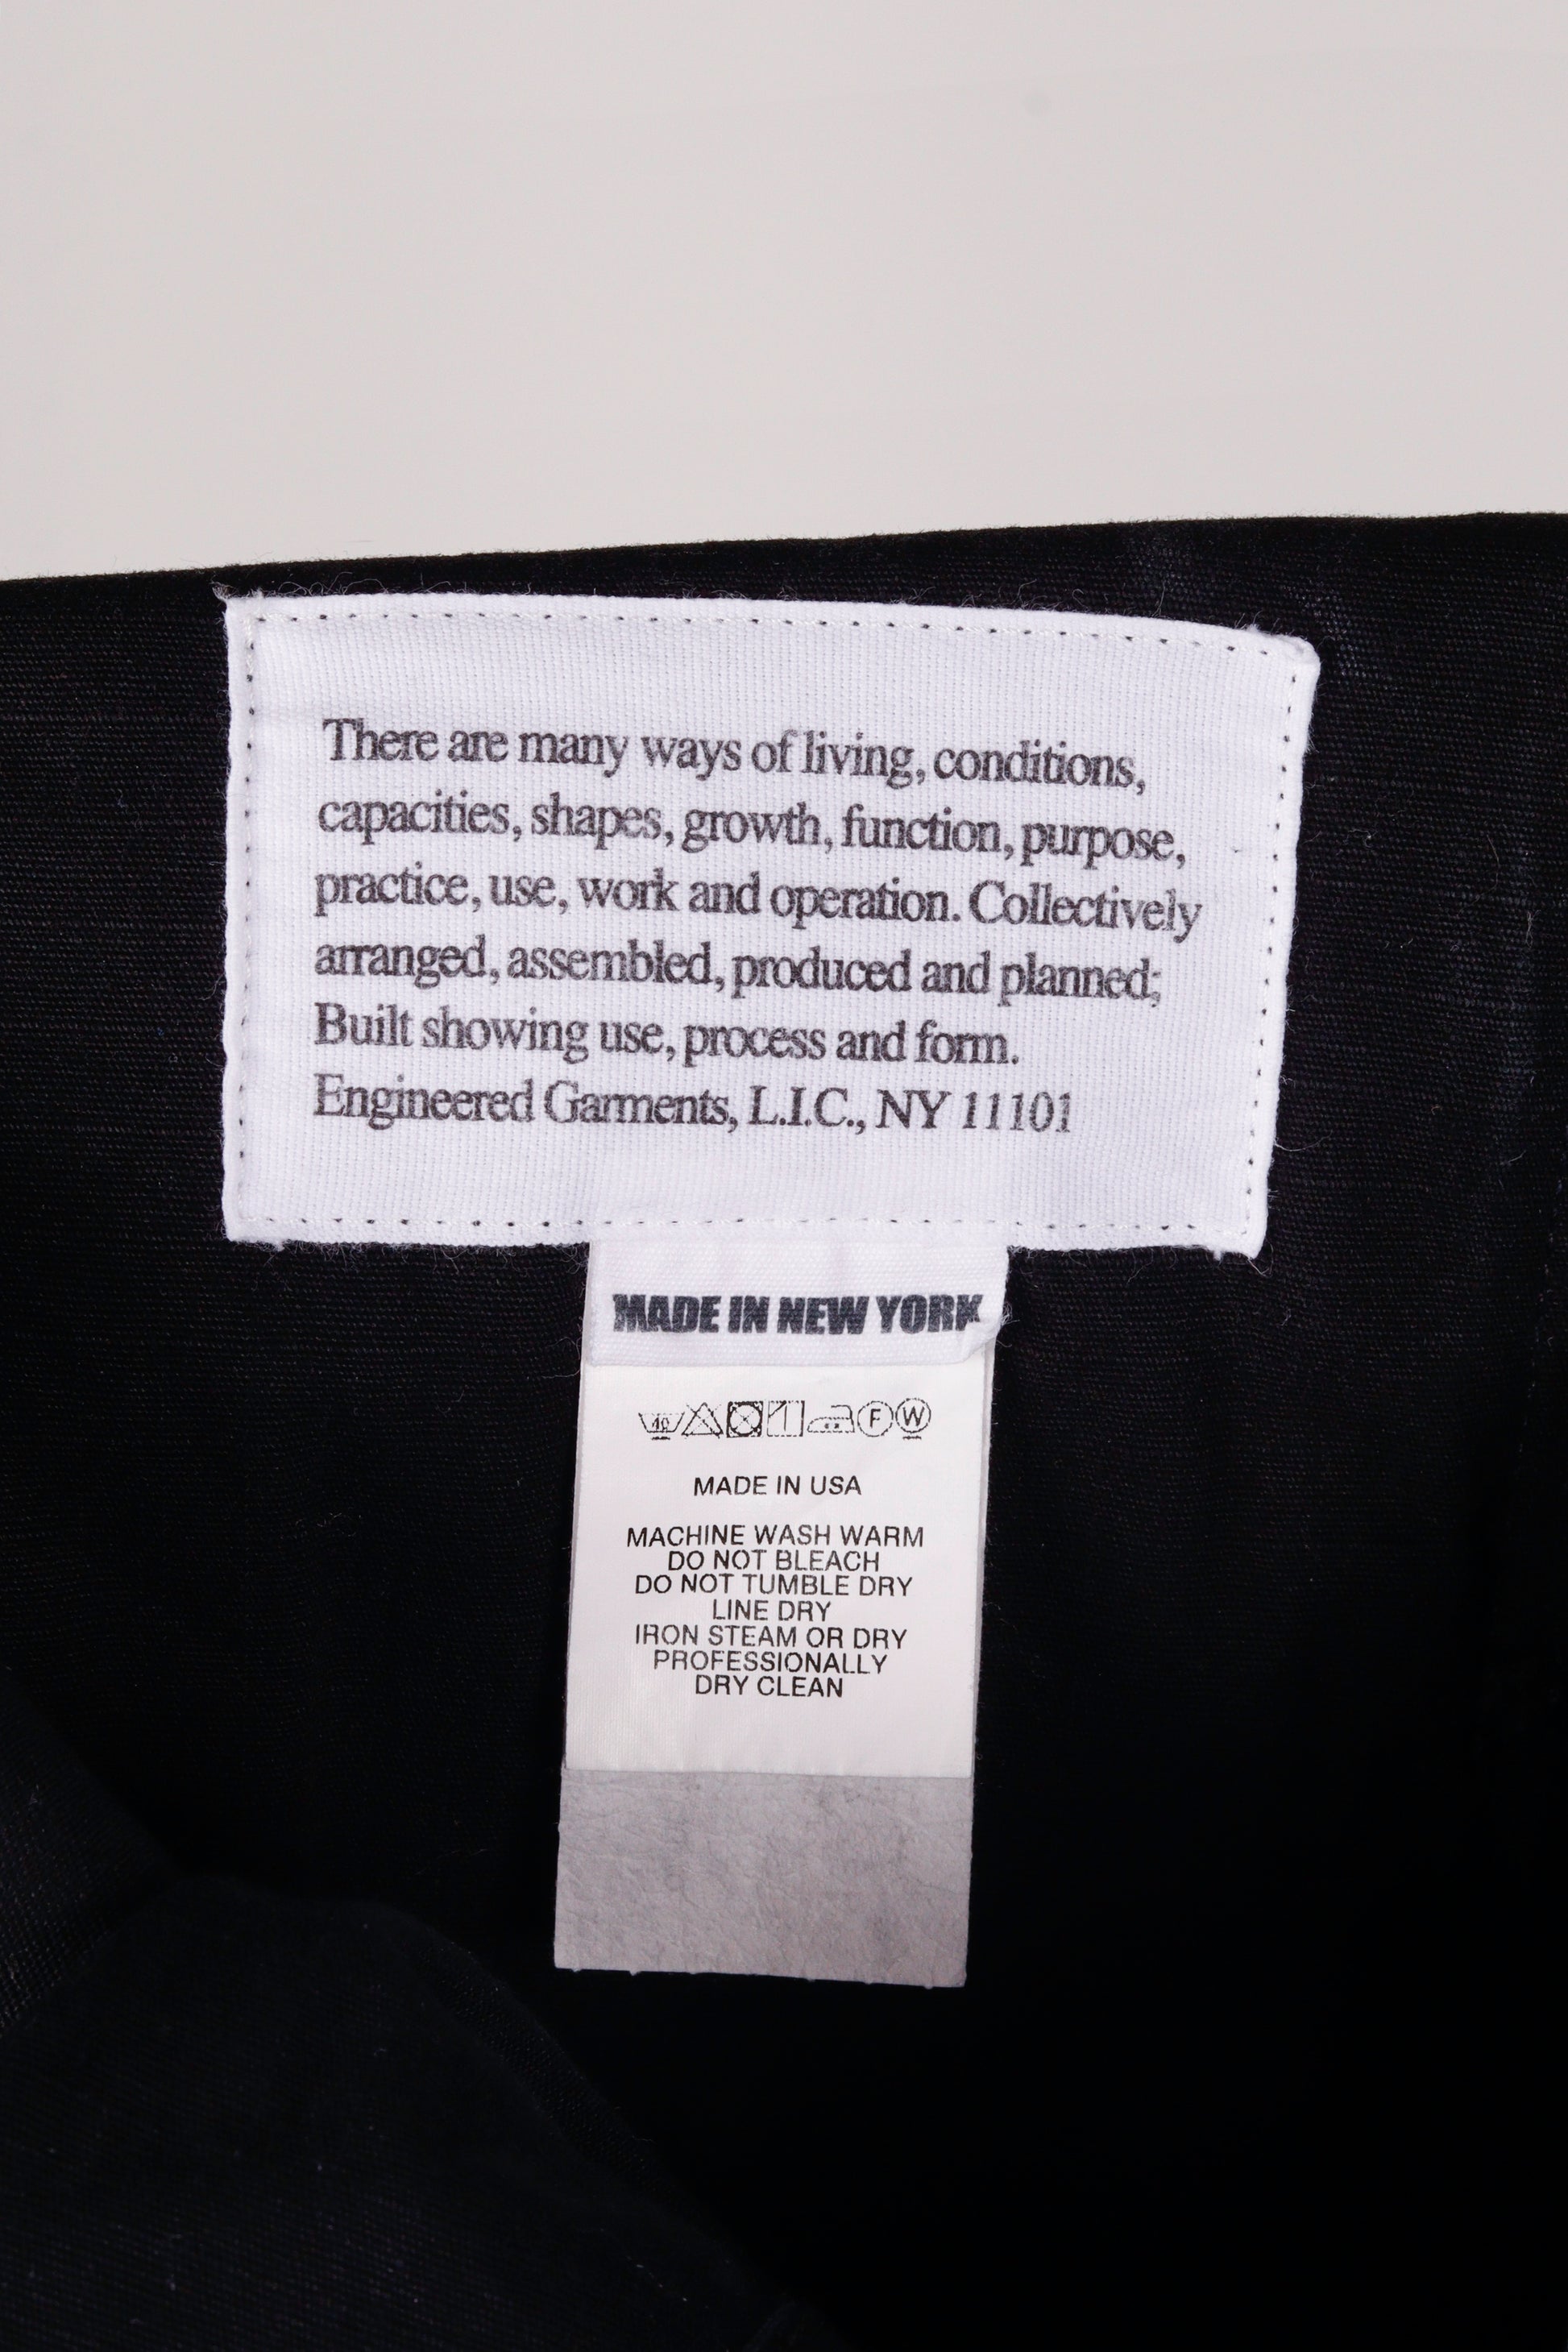 There are many ways of living, conditions,
capacities, shapes, growth, function, purpose,
practice, use, work and operation. Collectively
arranged, assembled, produced and planned;
Built showing use, process and form.
Engineered Garments, L.I.C., NY 11101
MADE IN NEW YORK
40 F W
MADE IN USA
MACHINE WASH WARM
DO NOT BLEACH
DO NOT TUMBLE DRY
LINE DRY
IRON STEAM OR DRY
PROFESSIONALLY
DRY CLEAN